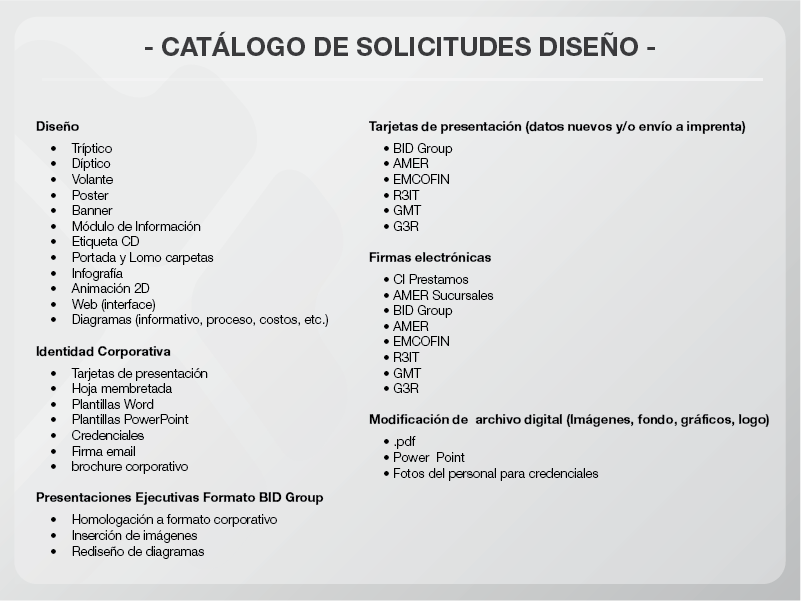 - CATÁLOGO DE SOLICITUDES DISEÑO -
Diseño
• Tríptico
• Díptico
• Volante
• Poster
• Banner
• Módulo de Información
• Etiqueta CD
• Portada y Lomo carpetas
• Infografía
• Animación 2D
• Web (interface)
• Diagramas (informativo, proceso, costos, etc.)
Identidad Corporativa
• Tarjetas de presentación
• Hoja membretada
• Plantillas Word
• Plantillas PowerPoint
• Credenciales
• Firma email
• brochure corporativo
Presentaciones Ejecutivas Formato BID Group
• Homologación a formato corporativo
• Inserción de imágenes
• Rediseño de diagramas
Tarjetas de presentación (datos nuevos y/o envío a imprenta)
• BID Group
• AMER
• EMCOFIN
• R3IT
• GMT
• G3R
Firmas electrónicas
• CI Prestamos
• AMER Sucursales
• BID Group
• AMER
• EMCOFIN
• R3IT
• GMT
• G3R
Modificación de archivo digital (Imágenes, fondo, gráficos, logo)
• .pdf
• Power Point
• Fotos del personal para credenciales